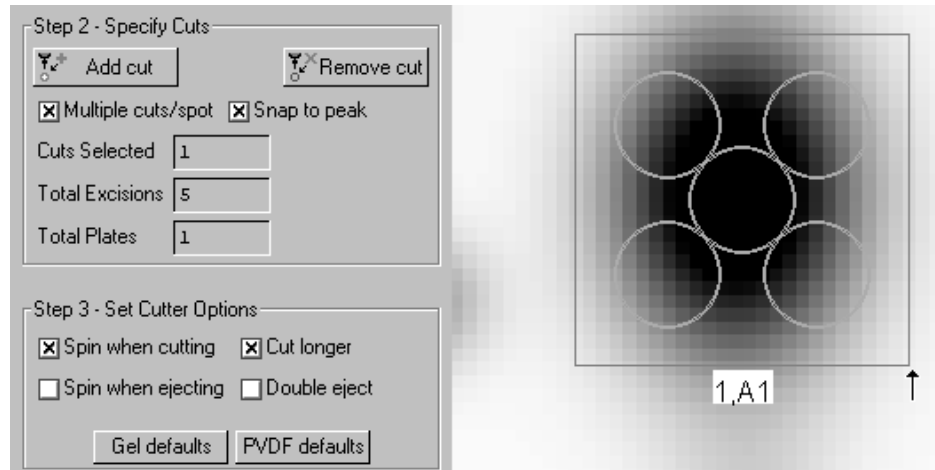 Step 2 - Specify Cuts
Add cut
Remove cut
Multiple cuts/spot
Snap to peak
Cuts Selected 1
Total Excisions 5
Total Plates 1
Step 3 - Set Cutter Options
Spin when cutting
Cut longer
Spin when ejecting
Double eject
Gel defaults
PVDF defaults
1,A1